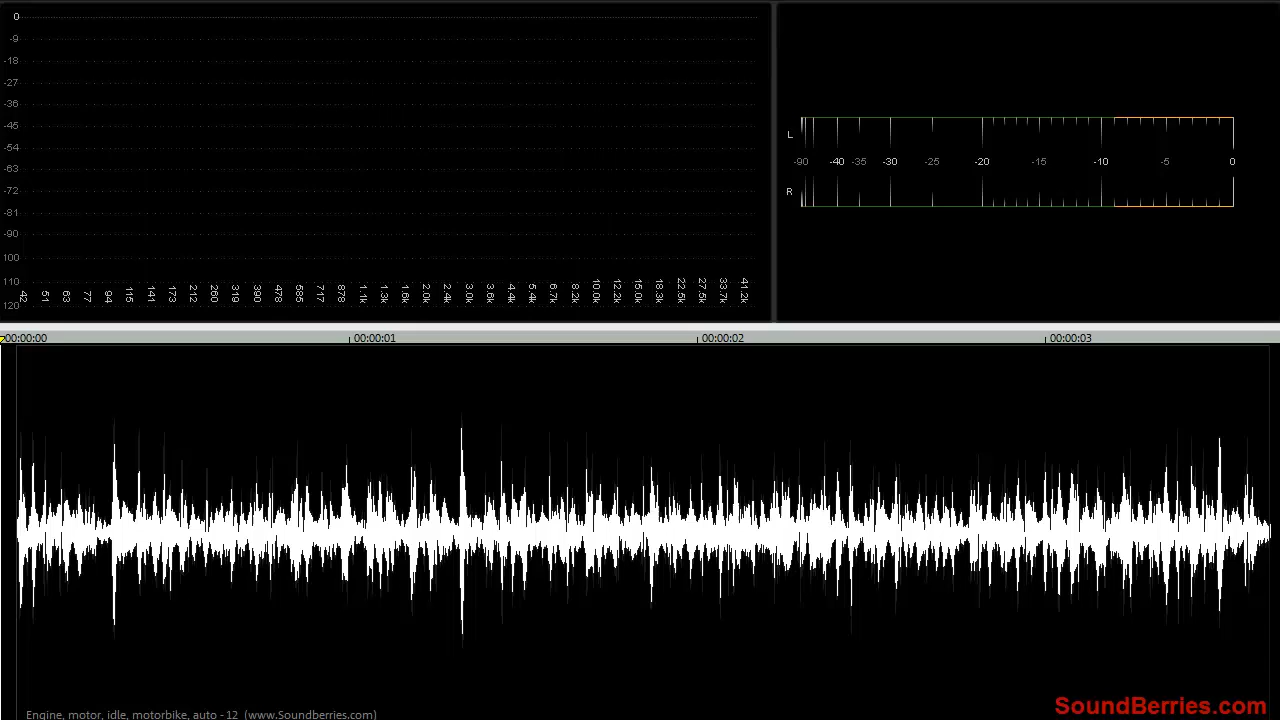 0
-9
-18
-27
-36
-45
-54
-63
-72
-81
-90
100
110
120
42 51 63 77 94 115 141 173 212 260 319 390 478 585 717 878 1.1k 1.3k 1.6k 2.0k 2.4k 3.0k 3.6k 4.4k 5.4k 6.7k 8.2k 10.0k 12.2k 15.0k 18.3k 22.5k 27.5k 33.7k 41.2k
L
-90 -40 -35 -30 -25 -20 -15 -10 -5 0
R
00:00:00 00:00:01 00:00:02 00:00:03
Engine, motor, idle, motorbike, auto - 12 (www.Soundberries.com)
SoundBerries.com